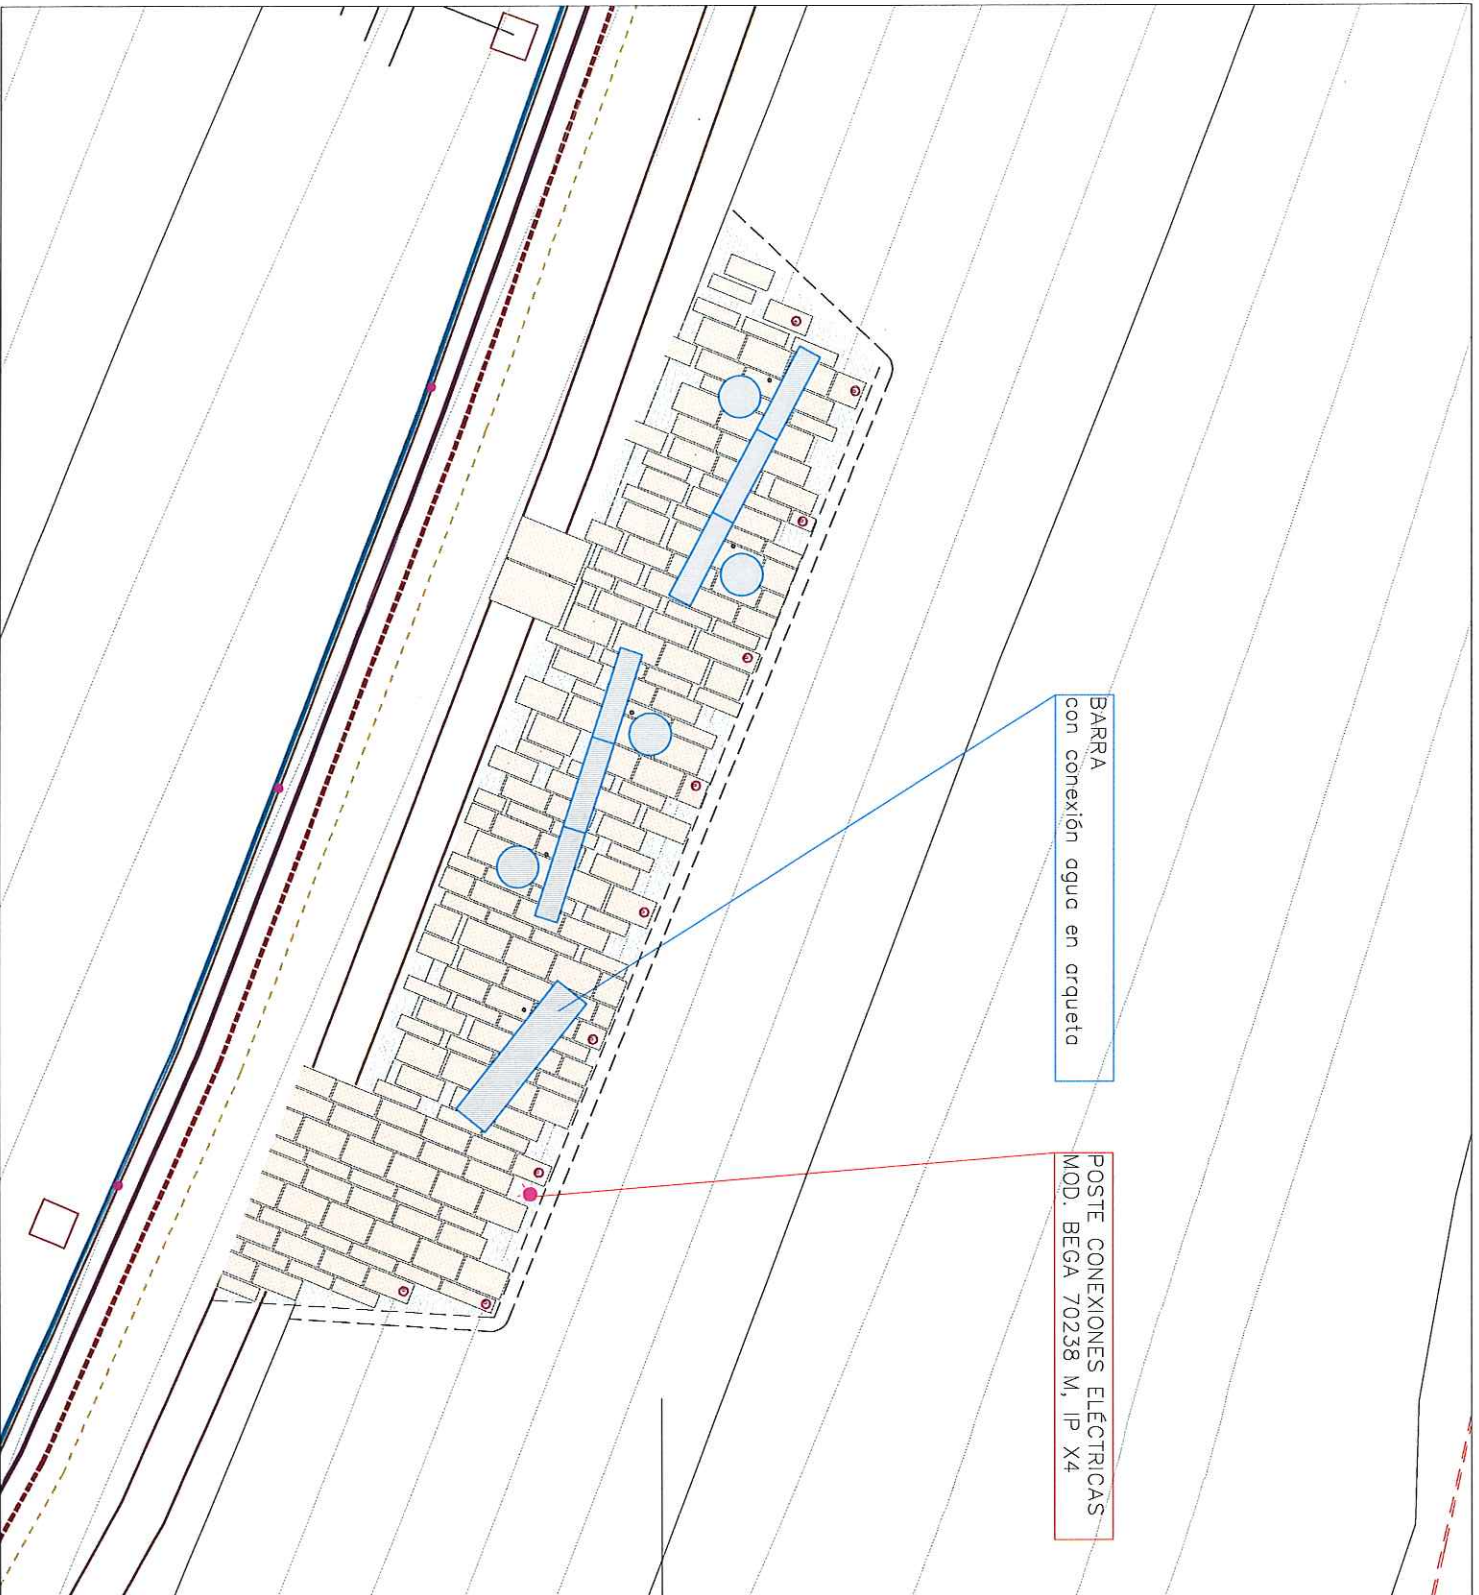 BARRA
con conexión agua en arqueta
POSTE CONEXIONES ELÉCTRICAS
MOD. BEGA 70238 M, IP X4